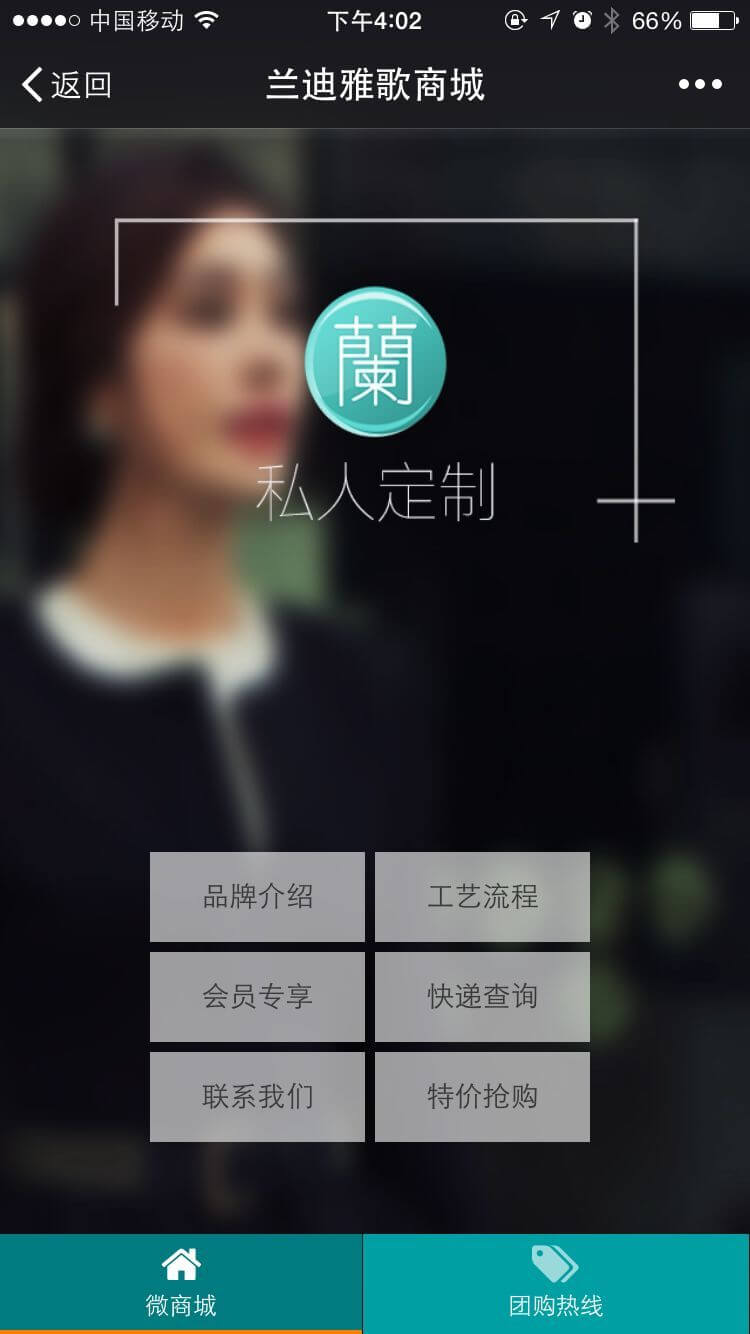 中国移动 下午4:02 66%
返回 兰迪雅歌商城
蘭
私人定制
品牌介绍 工艺流程
会员专享 快递查询
联系我们 特价抢购
微商城 团购热线